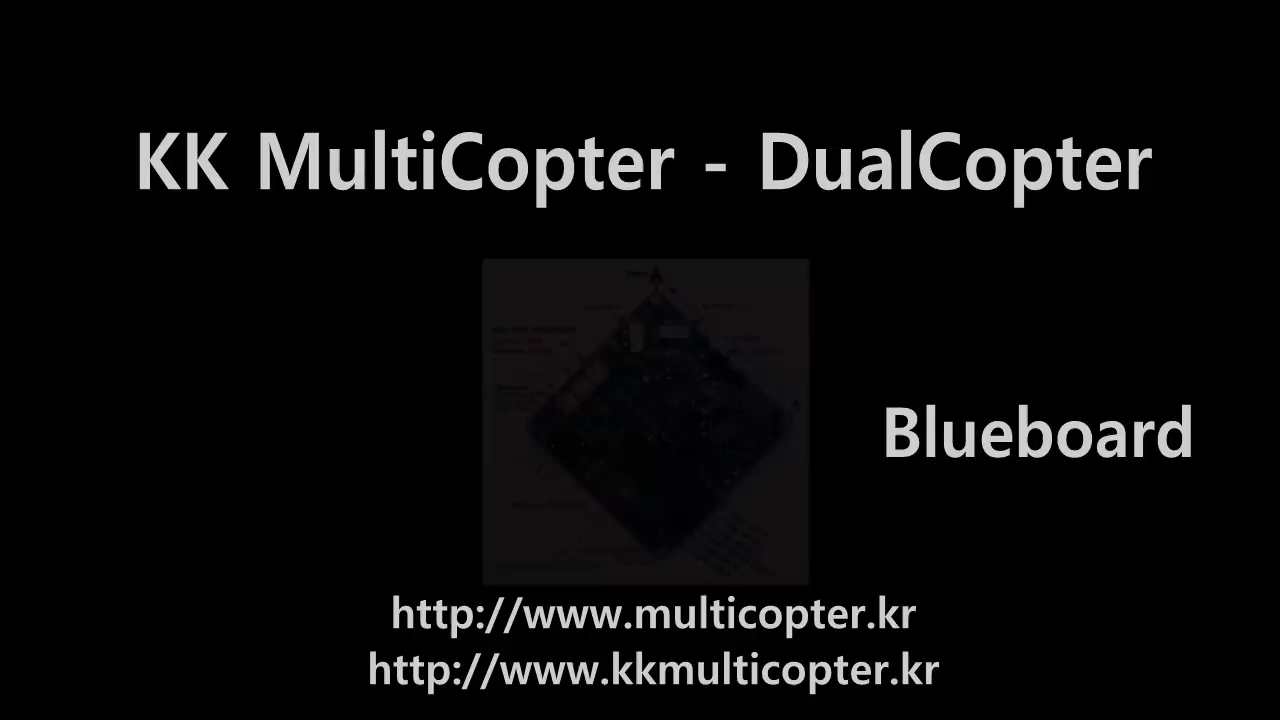 KK MultiCopter - DualCopter
Blueboard
http://www.multicopter.kr
http://www.kkmulticopter.kr